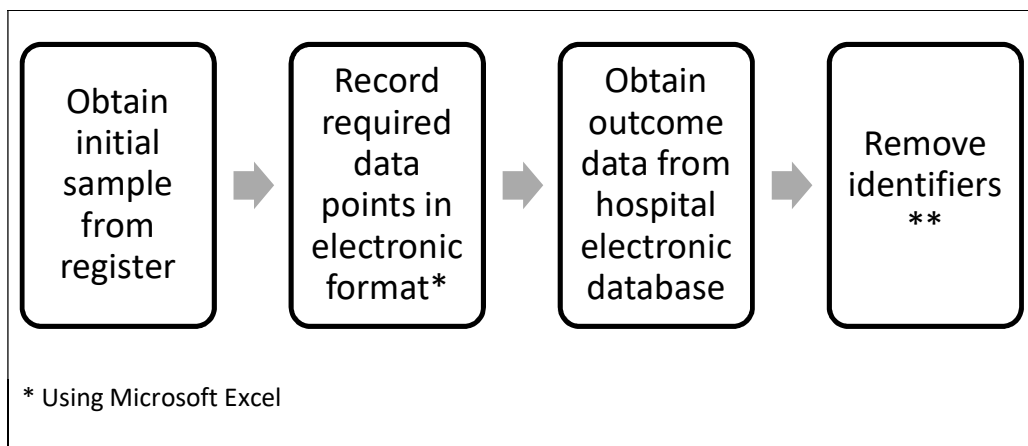 Obtain
initial
sample
from
register
Record
required
data
points in
electronic
format*
Obtain
outcome
data from
hospital
electronic
database
Remove
identifiers
**
* Using Microsoft Excel